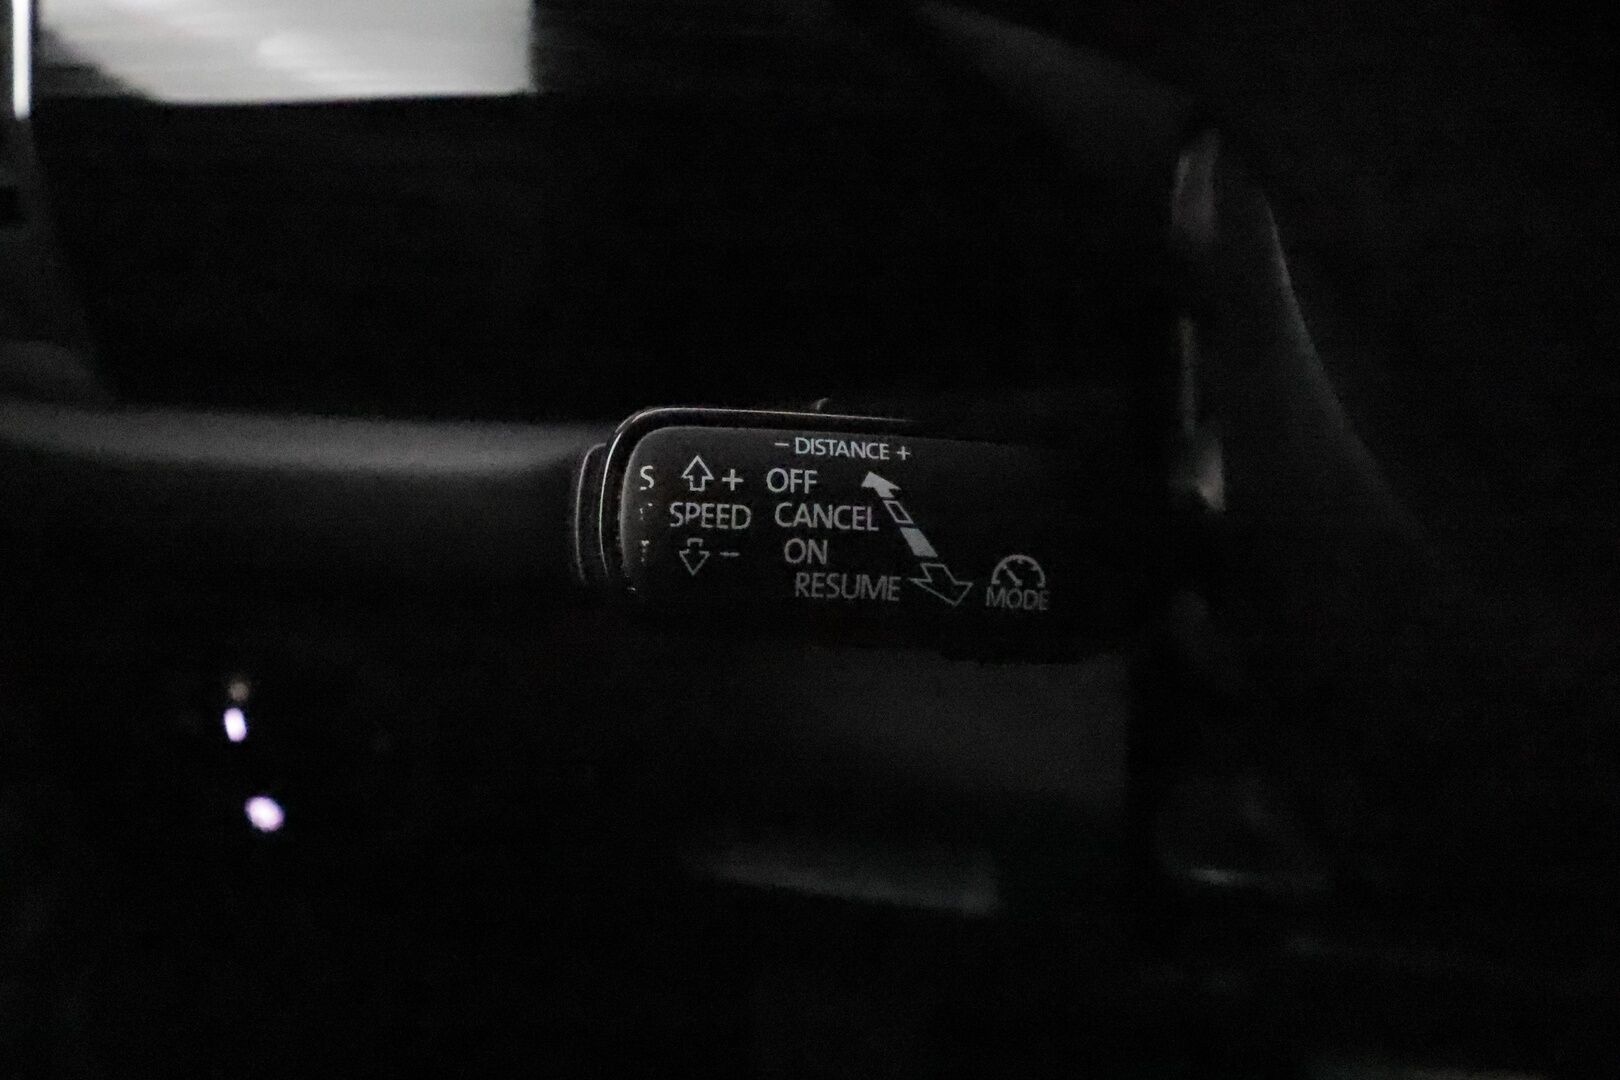 − DISTANCE +
S + OFF
SPEED CANCEL
− ON
RESUME
MODE